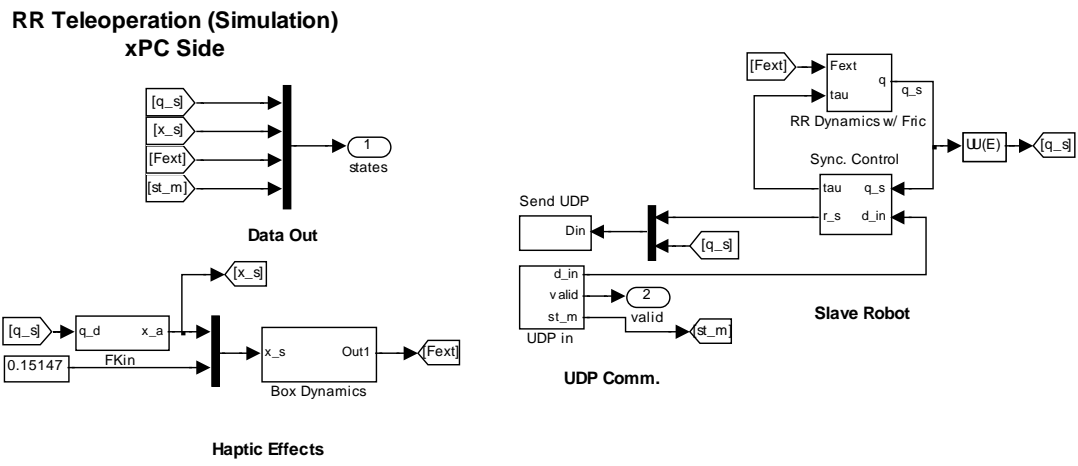 RR Teleoperation (Simulation)
xPC Side
[q_s]
[x_s]
[Fext]
[st_m]
1
states
Data Out
[x_s]
[q_s]
q_d
x_a
FKin
0.15147
x_s
Out1
Box Dynamics
[Fext]
Haptic Effects
[Fext]
Fext
tau
q
q_s
RR Dynamics w/ Fric
U(E)
[q_s]
Sync. Control
tau
q_s
r_s
d_in
Send UDP
Din
[q_s]
d_in
valid
st_m
UDP in
2
valid
[st_m]
Slave Robot
UDP Comm.